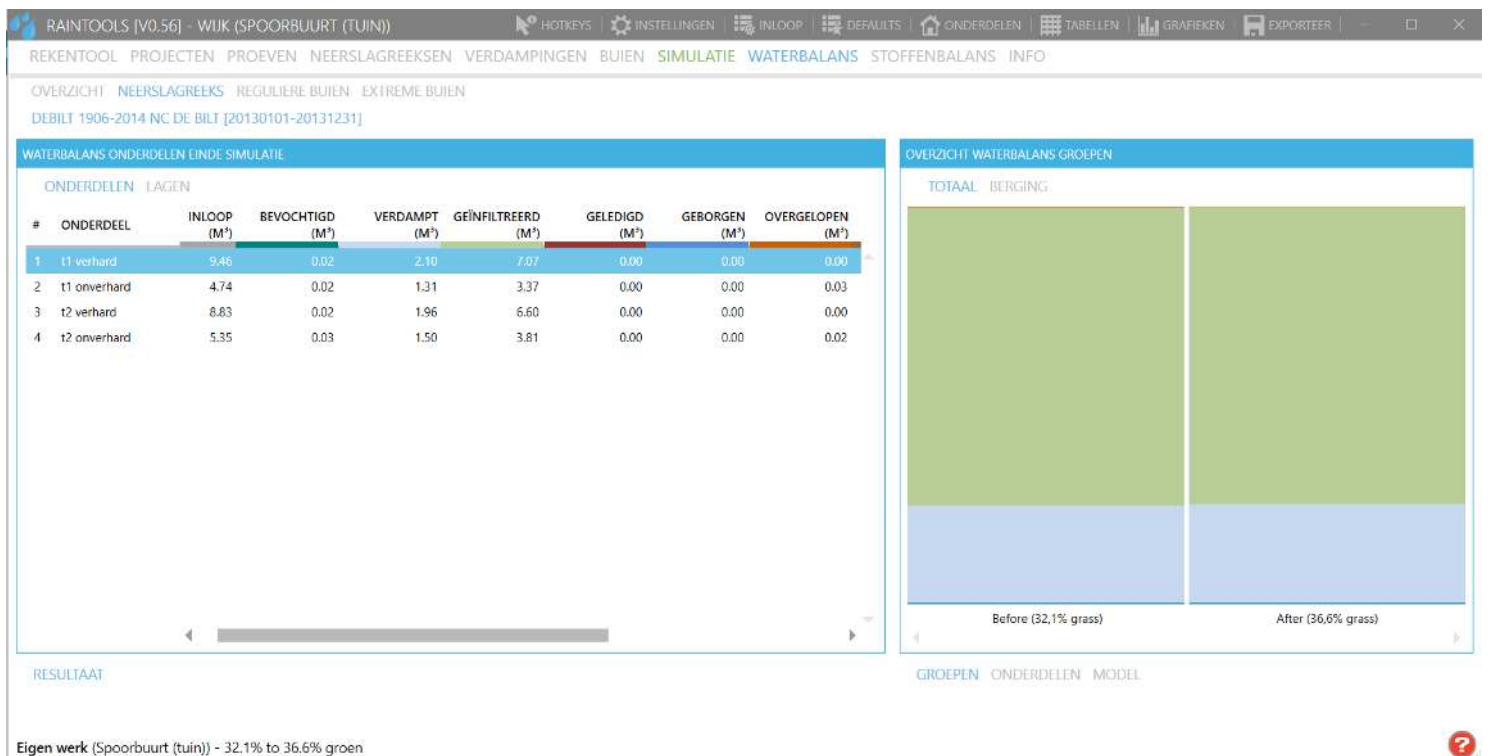 RAINTOOLS [V0.56] - WIJK (SPOORBUURT (TUIN)) HOTKEYS INSTELLINGEN INLOOP DEFAULTS ONDERDELEN TABELLEN GRAFIEKEN EXPORTEER
REKENTOOL PROJECTEN PROEVEN NEERSLAGREEKSEN VERDAMPINGEN BUIEN SIMULATIE WATERBALANS STOFFENBALANS INFO
OVERZICHT NEERSLAGREEKS REGULIERE BUIEN EXTREME BUIEN
DEBILT 1906-2014 NC DE BILT [20130101-20131231]
WATERBALANS ONDERDELEN EINDE SIMULATIE
ONDERDELEN LAGEN
# ONDERDEEL INLOOP (M³) BEVOCHTIGD (M³) VERDAMPT (M³) GEÏNFILTREERD (M³) GELEDIGD (M³) GEBORGEN (M³) OVERGELOPEN (M³)
1 t1 verhard 9.46 0.02 2.10 7.07 0.00 0.00 0.00
2 t1 onverhard 4.74 0.02 1.31 3.37 0.00 0.00 0.03
3 t2 verhard 8.83 0.02 1.96 6.60 0.00 0.00 0.00
4 t2 onverhard 5.35 0.03 1.50 3.81 0.00 0.00 0.02
RESULTAAT
OVERZICHT WATERBALANS GROEPEN
TOTAAL BERGING
Before (32,1% grass) After (36,6% grass)
GROEPEN ONDERDELEN MODEL
Eigen werk (Spoorbuurt (tuin)) - 32.1% to 36.6% groen
?